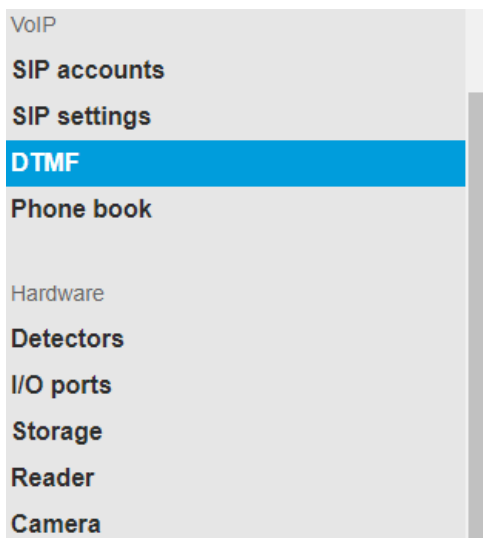 VoIP
SIP accounts
SIP settings
DTMF
Phone book
Hardware
Detectors
I/O ports
Storage
Reader
Camera